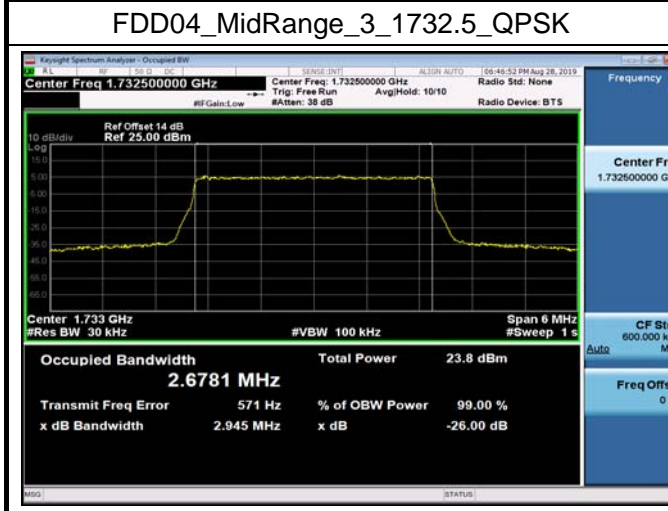 FDD04_MidRange_3_1732.5_QPSK
Keysight Spectrum Analyzer - Occupied BW
RL RF 50 Ω DC SENSE:INT ALIGN AUTO 06:46:52 PM Aug 28, 2019
Center Freq 1.732500000 GHz
Center Freq: 1.732500000 GHz
Radio Std: None
Trig: Free Run Avg|Hold: 10/10
#IFGain:Low #Atten: 38 dB Radio Device: BTS
Frequency
Ref Offset 14 dB
10 dB/div Ref 25.00 dBm
Log
15.0
5.00
-5.00
-15.0
-25.0
-35.0
-45.0
-55.0
-65.0
Center Fr
1.732500000 G
Center 1.733 GHz Span 6 MHz
#Res BW 30 kHz #VBW 100 kHz #Sweep 1 s
CF St
600.000 k
Auto M
Occupied Bandwidth Total Power 23.8 dBm
2.6781 MHz
Freq Offs
0
Transmit Freq Error 571 Hz % of OBW Power 99.00 %
x dB Bandwidth 2.945 MHz x dB -26.00 dB
MSG STATUS